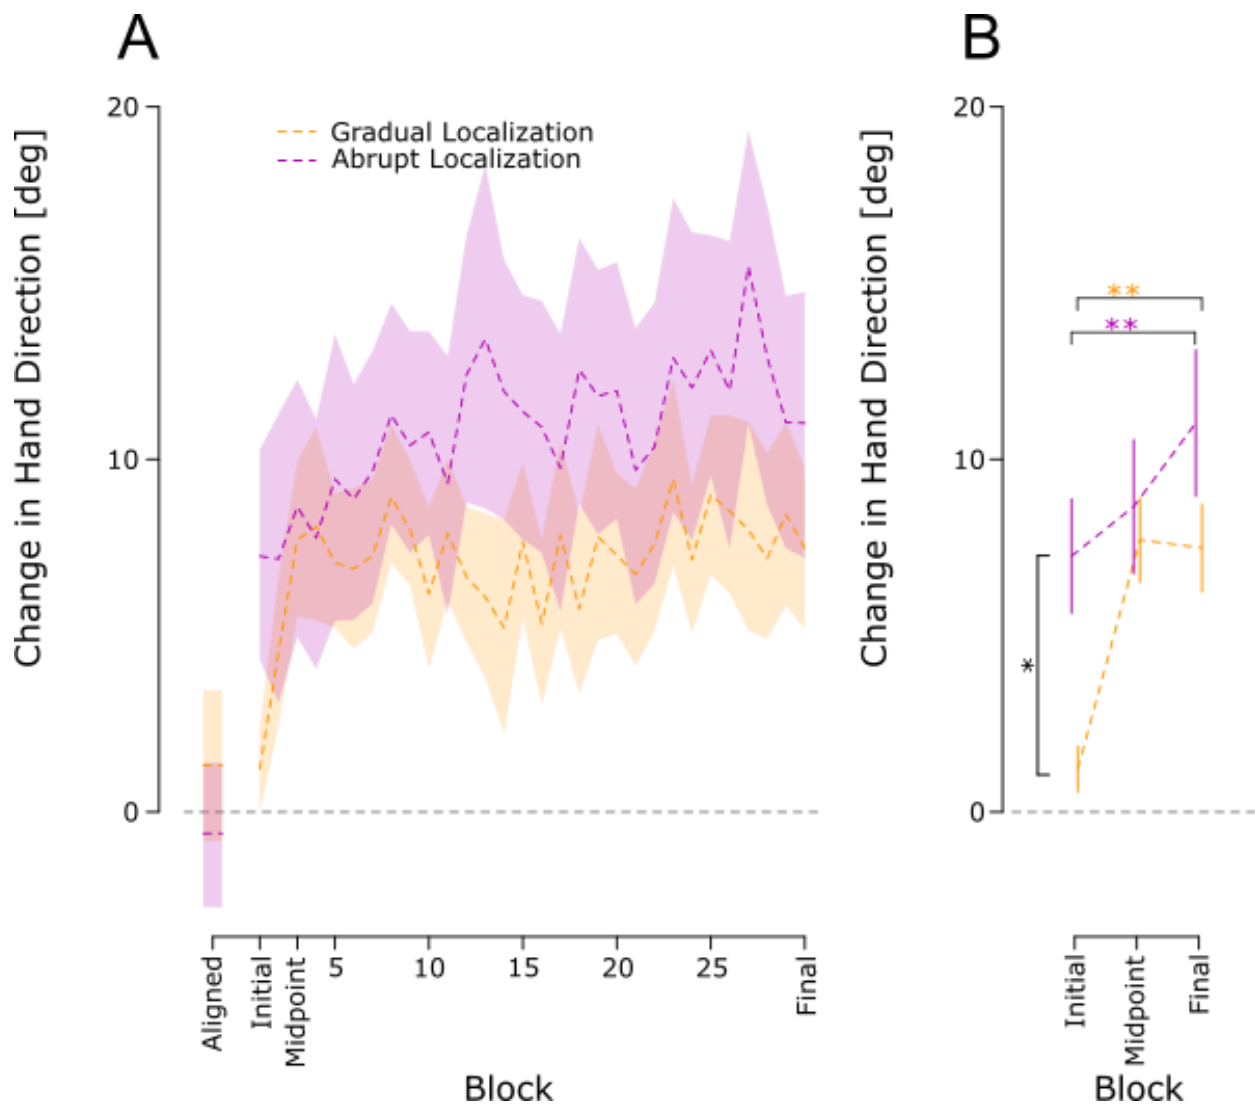 A
B
20
10
0
Change in Hand Direction [deg]
Gradual Localization
Abrupt Localization
Aligned
Initial
Midpoint
5
10
15
20
25
Final
Block
20
10
0
Change in Hand Direction [deg]
**
**
*
Initial
Midpoint
Final
Block